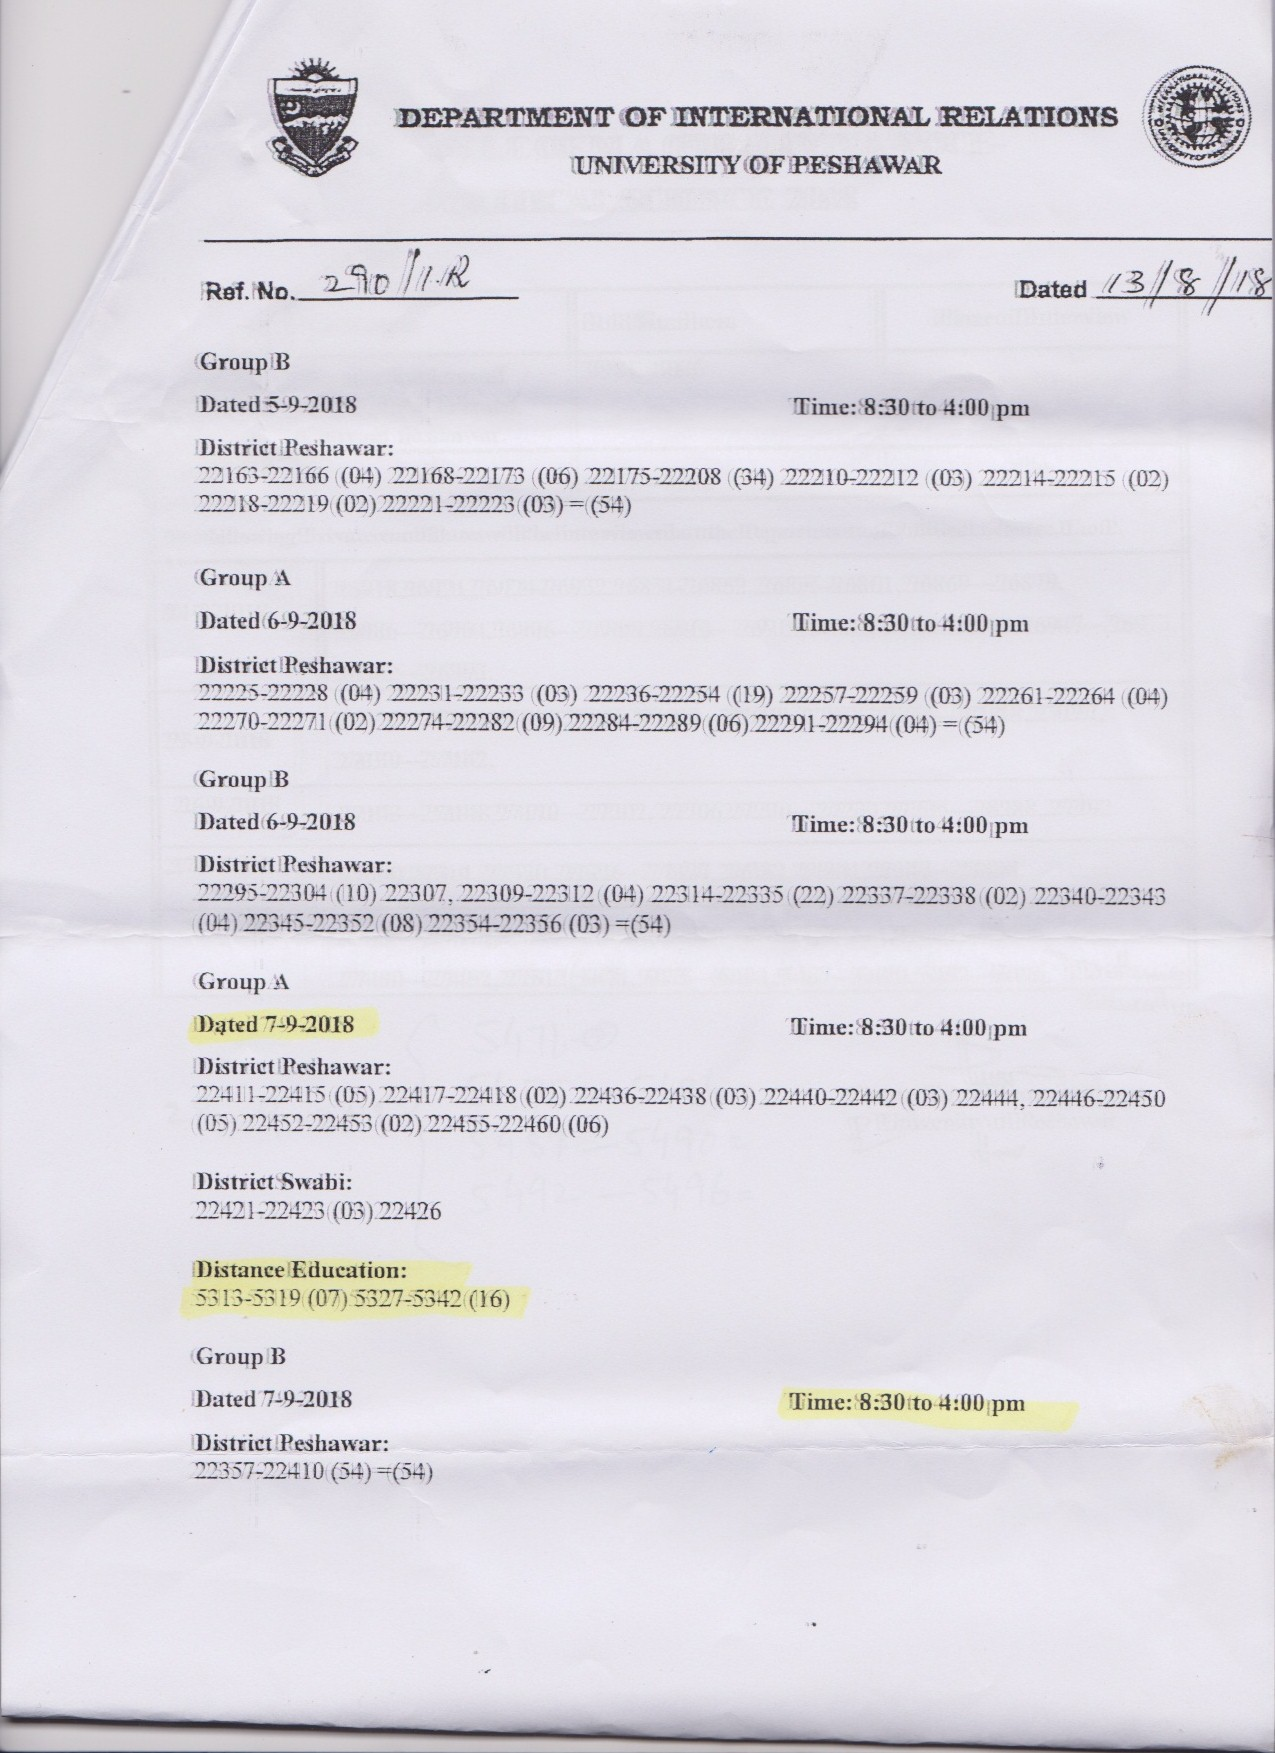 DEPARTMENT OF INTERNATIONAL RELATIONS
UNIVERSITY OF PESHAWAR
Ref. No. 290/I.R Dated 13/8/18
Group B
Dated 5-9-2018 Time: 8:30 to 4:00 pm
District Peshawar:
22163-22166 (04) 22168-22173 (06) 22175-22208 (34) 22210-22212 (03) 22214-22215 (02)
22218-22219 (02) 22221-22223 (03) = (54)
Group A
Dated 6-9-2018 Time: 8:30 to 4:00 pm
District Peshawar:
22225-22228 (04) 22231-22233 (03) 22236-22254 (19) 22257-22259 (03) 22261-22264 (04)
22270-22271 (02) 22274-22282 (09) 22284-22289 (06) 22291-22294 (04) = (54)
Group B
Dated 6-9-2018 Time: 8:30 to 4:00 pm
District Peshawar:
22295-22304 (10) 22307, 22309-22312 (04) 22314-22335 (22) 22337-22338 (02) 22340-22343
(04) 22345-22352 (08) 22354-22356 (03) =(54)
Group A
Dated 7-9-2018 Time: 8:30 to 4:00 pm
District Peshawar:
22411-22415 (05) 22417-22418 (02) 22436-22438 (03) 22440-22442 (03) 22444, 22446-22450
(05) 22452-22453 (02) 22455-22460 (06)
District Swabi:
22421-22423 (03) 22426
Distance Education:
5313-5319 (07) 5327-5342 (16)
Group B
Dated 7-9-2018 Time: 8:30 to 4:00 pm
District Peshawar:
22357-22410 (54) =(54)